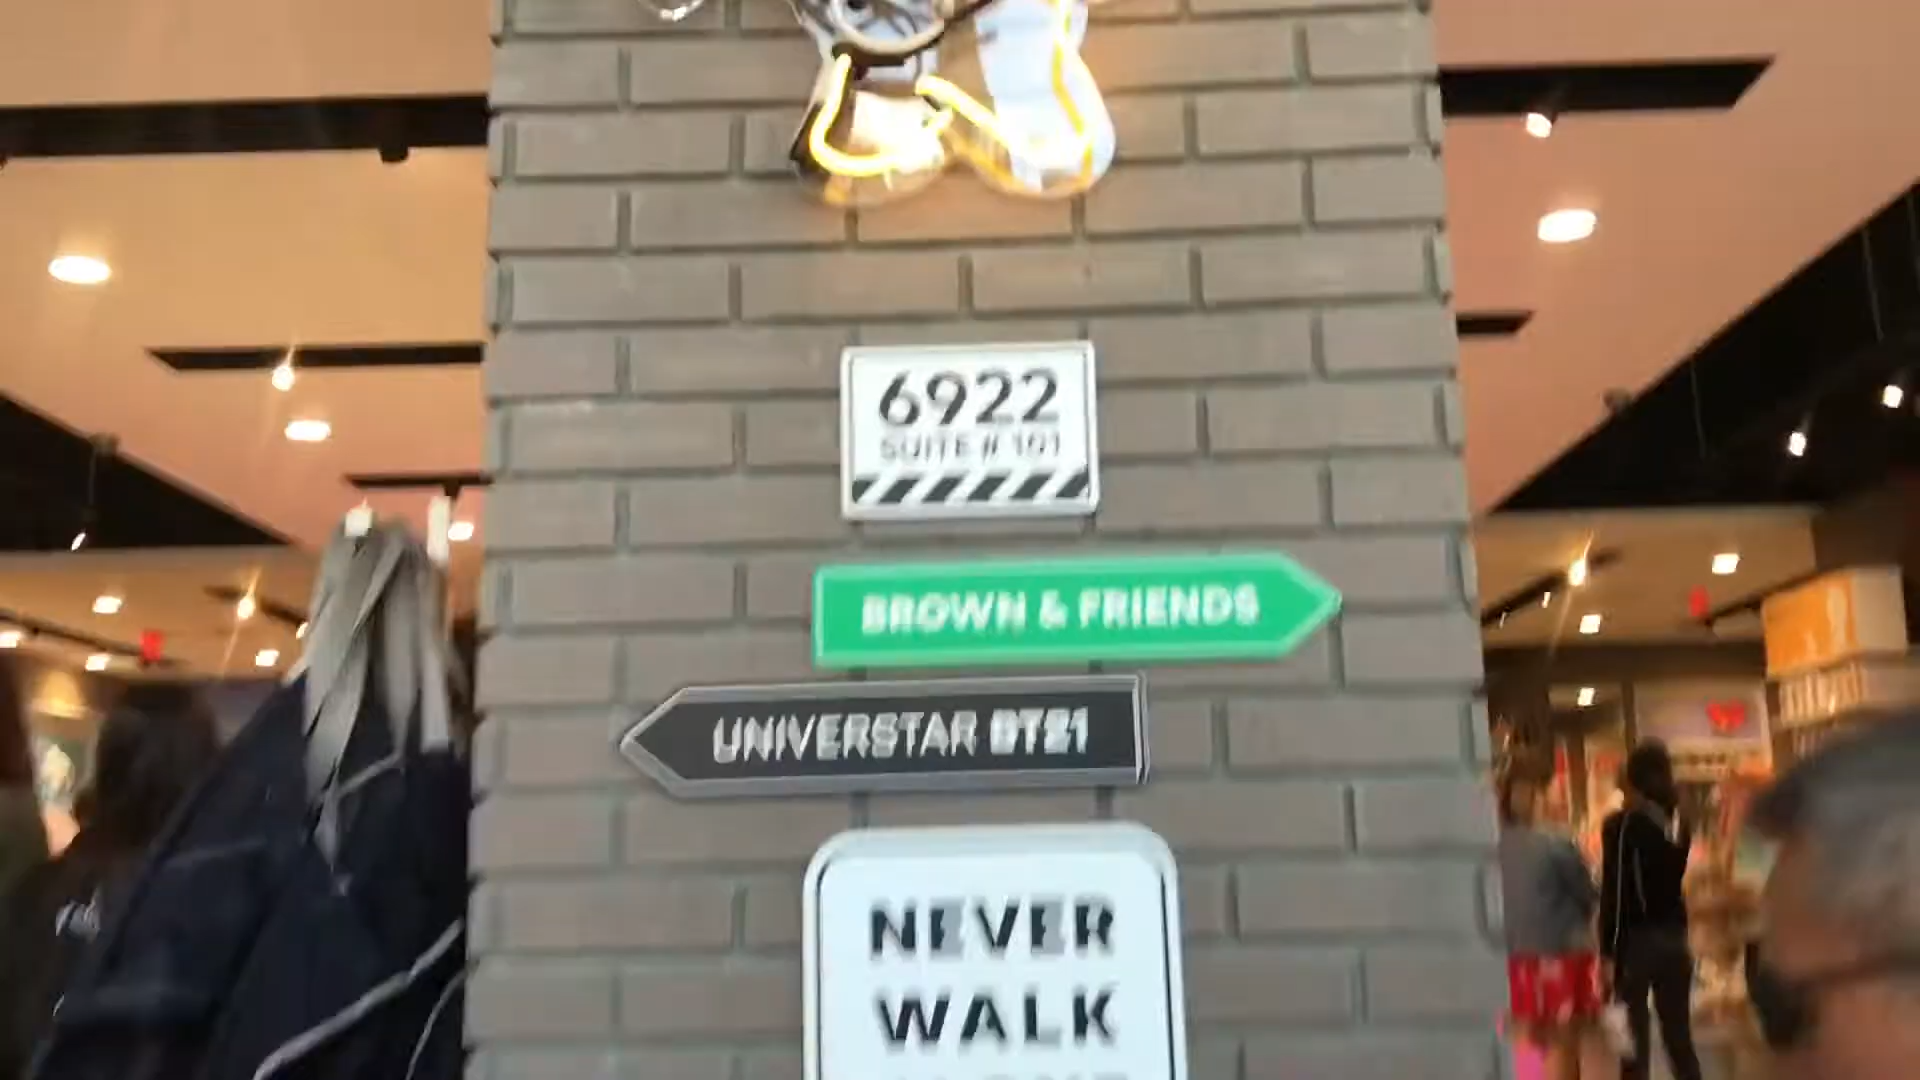 6922
SUITE # 101
BROWN & FRIENDS
UNIVERSTAR BT21
NEVER
WALK